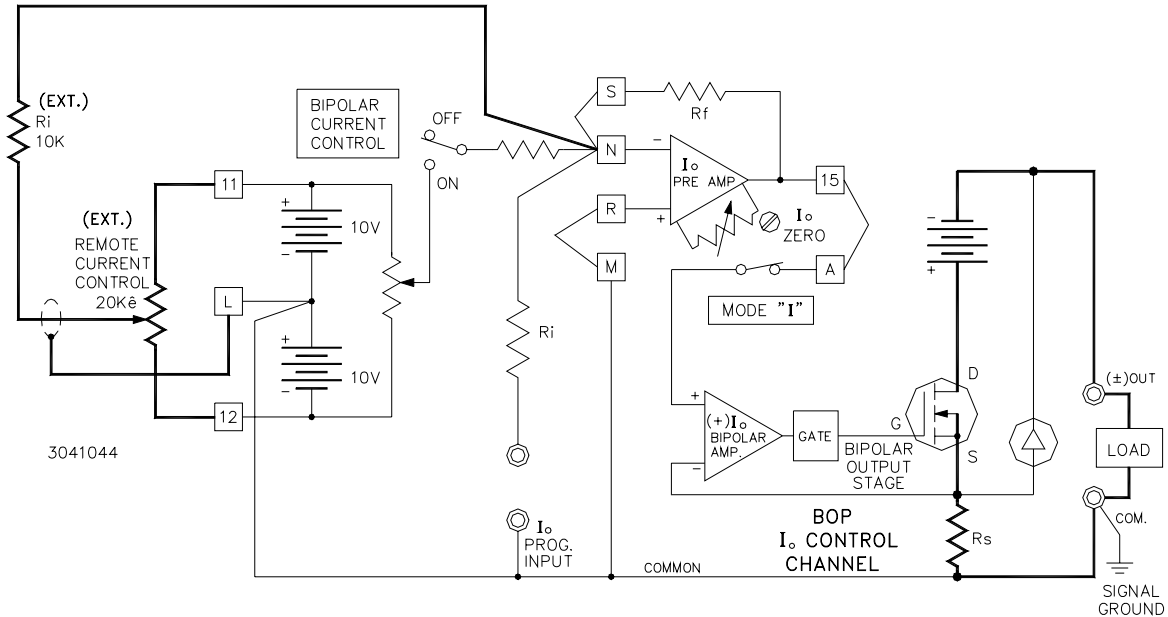 (EXT.)
Ri
10K
BIPOLAR
CURRENT
CONTROL
OFF
ON
S
Rf
N
−
Io
PRE AMP
15
R
+
Io
ZERO
M
A
MODE "I"
11
+
10V
−
(EXT.)
REMOTE
CURRENT
CONTROL
20Kê
L
+
10V
−
12
3041044
Ri
Io
PROG.
INPUT
−
+
+
(+)Io
BIPOLAR
AMP.
−
GATE
G
D
S
BIPOLAR
OUTPUT
STAGE
(±)OUT
LOAD
COM.
BOP
Io CONTROL
CHANNEL
Rs
COMMON
SIGNAL
GROUND